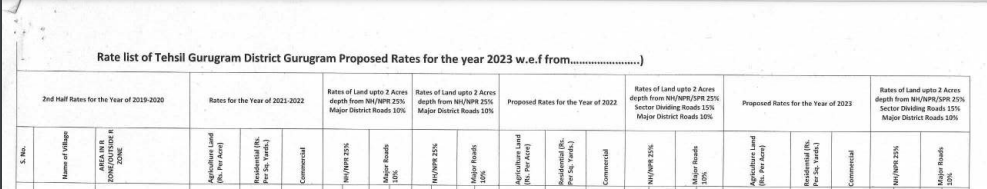 Rate list of Tehsil Gurugram District Gurugram Proposed Rates for the year 2023 w.e.f from........................)
2nd Half Rates for the Year of 2019-2020
Rates for the Year of 2021-2022
Rates of Land upto 2 Acres
depth from NH/NPR 25%
Major District Roads 10%
Rates of Land upto 2 Acres
depth from NH/NPR 25%
Major District Roads 10%
Proposed Rates for the Year of 2022
Rates of Land upto 2 Acres
depth from NH/NPR/SPR 25%
Sector Dividing Roads 15%
Major District Roads 10%
Proposed Rates for the Year of 2023
Rates of Land upto 2 Acres
depth from NH/NPR/SPR 25%
Sector Dividing Roads 15%
Major District Roads 10%
S. No.
Name of Village
AREA IN R
ZONE/OUTSIDE R
ZONE
Agriculture Land
(Rs. Per Acre)
Residential (Rs.
Per Sq. Yards.)
Commercial
NH/NPR 25%
Major Roads
10%
NH/NPR 25%
Major Roads
10%
Agriculture Land
(Rs. Per Acre)
Residential (Rs.
Per Sq. Yards.)
Commercial
NH/NPR 25%
Major Roads
10%
Agriculture Land
(Rs. Per Acre)
Residential (Rs.
Per Sq. Yards.)
Commercial
NH/NPR 25%
Major Roads
10%